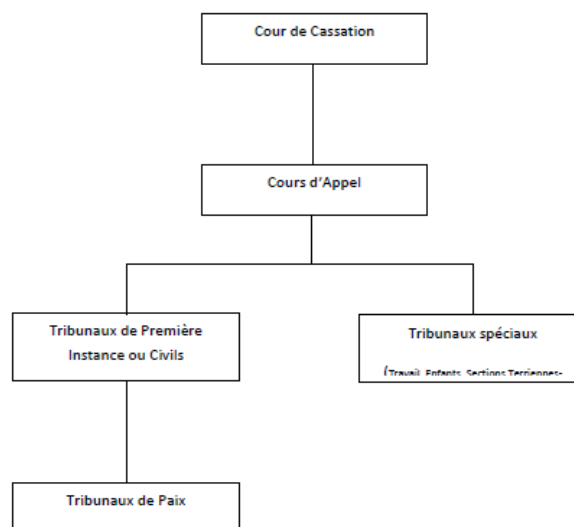 Cour de Cassation
Cours d’Appel
Tribunaux de Première
Instance ou Civils
Tribunaux spéciaux
(Travail, Enfants, Sections Terriennes-
Tribunaux de Paix